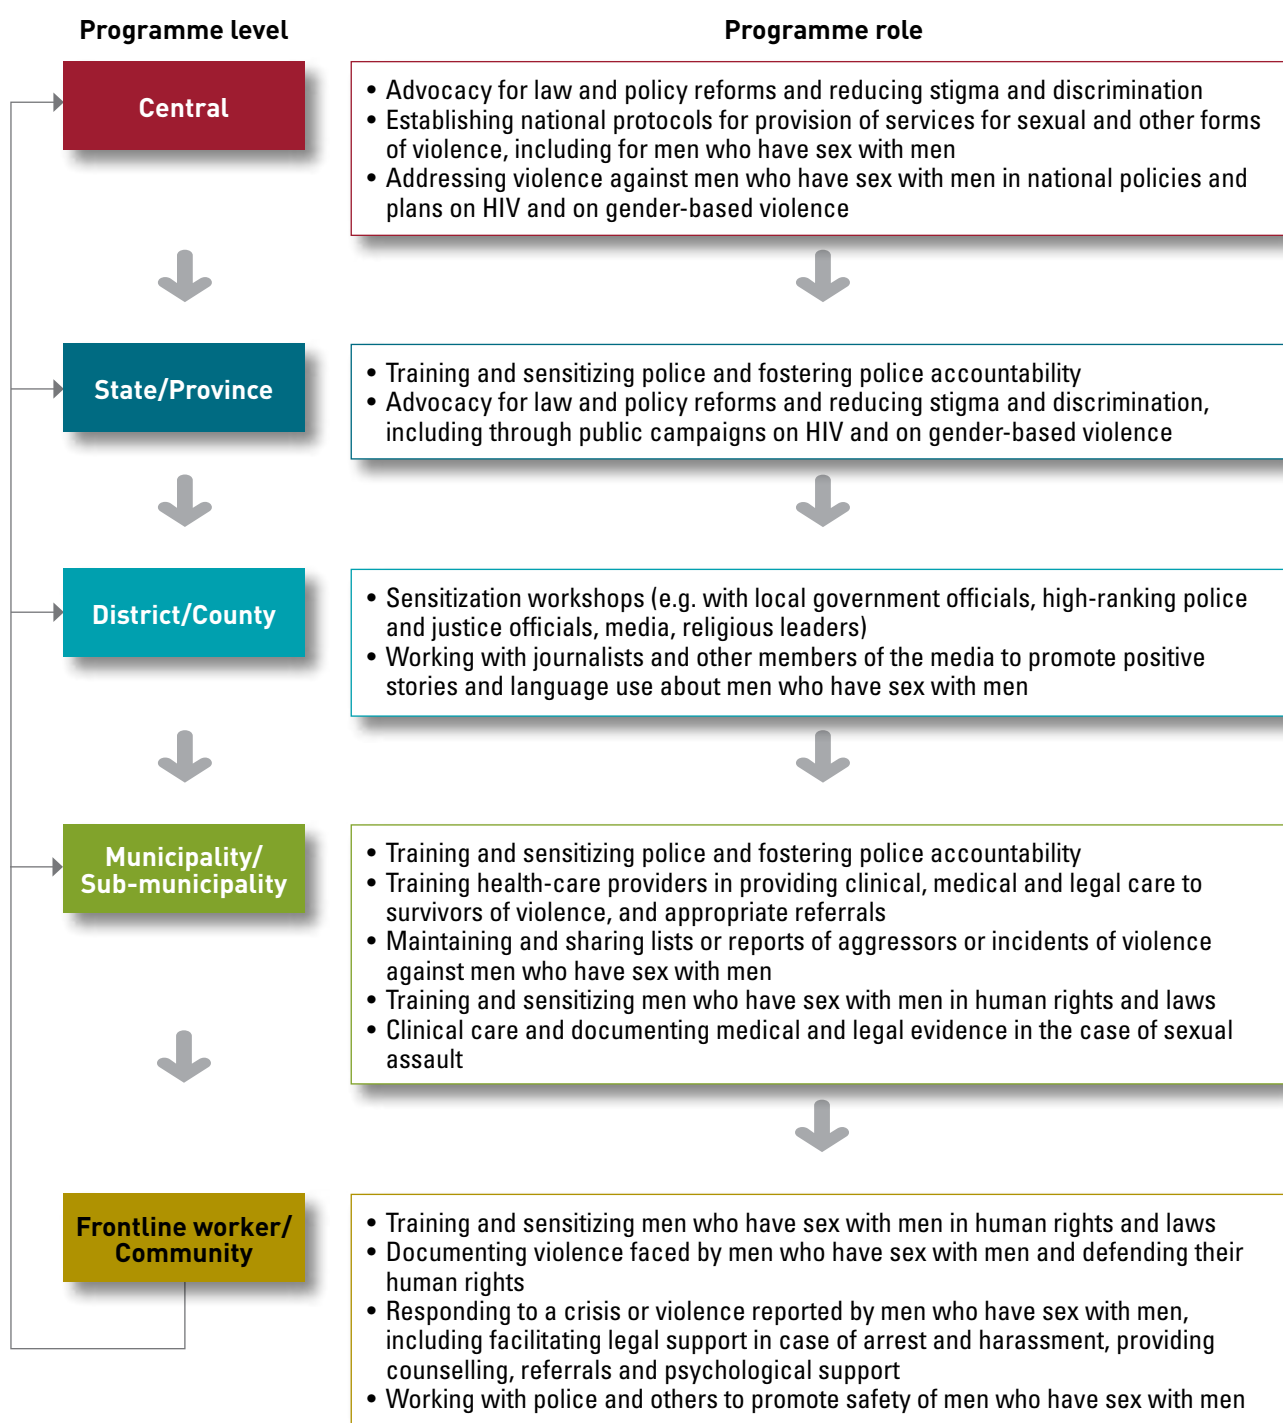 Programme level
Programme role
Central
• Advocacy for law and policy reforms and reducing stigma and discrimination
• Establishing national protocols for provision of services for sexual and other forms
of violence, including for men who have sex with men
• Addressing violence against men who have sex with men in national policies and
plans on HIV and on gender-based violence
State/Province
• Training and sensitizing police and fostering police accountability
• Advocacy for law and policy reforms and reducing stigma and discrimination,
including through public campaigns on HIV and on gender-based violence
District/County
• Sensitization workshops (e.g. with local government officials, high-ranking police
and justice officials, media, religious leaders)
• Working with journalists and other members of the media to promote positive
stories and language use about men who have sex with men
Municipality/
Sub-municipality
• Training and sensitizing police and fostering police accountability
• Training health-care providers in providing clinical, medical and legal care to
survivors of violence, and appropriate referrals
• Maintaining and sharing lists or reports of aggressors or incidents of violence
against men who have sex with men
• Training and sensitizing men who have sex with men in human rights and laws
• Clinical care and documenting medical and legal evidence in the case of sexual
assault
Frontline worker/
Community
• Training and sensitizing men who have sex with men in human rights and laws
• Documenting violence faced by men who have sex with men and defending their
human rights
• Responding to a crisis or violence reported by men who have sex with men,
including facilitating legal support in case of arrest and harassment, providing
counselling, referrals and psychological support
• Working with police and others to promote safety of men who have sex with men